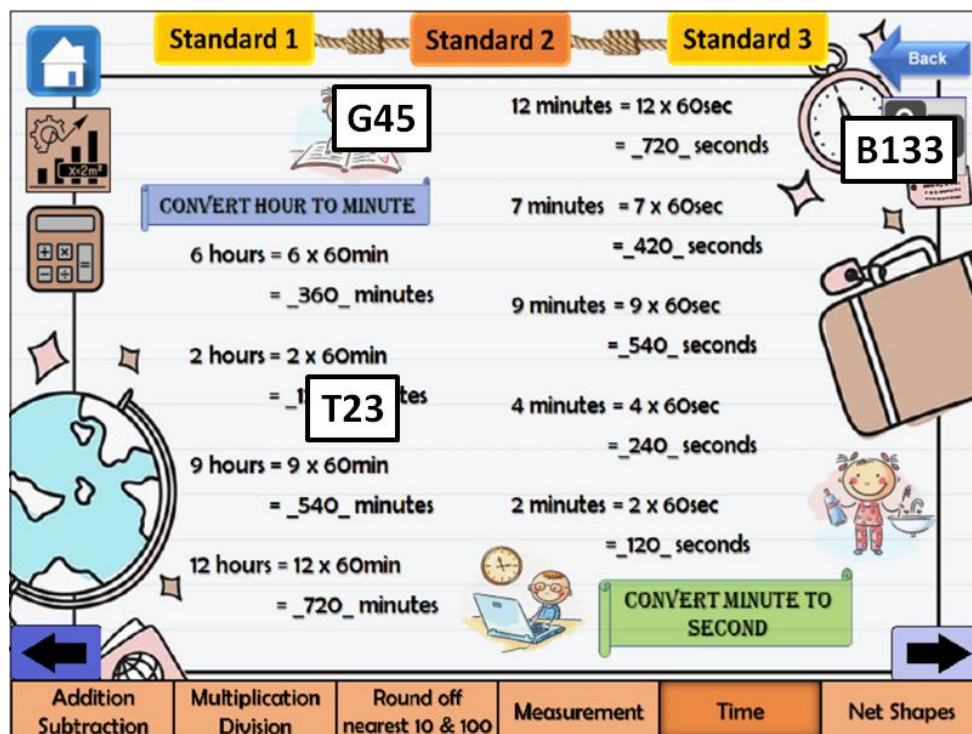 Standard 1
Standard 2
Standard 3
Back
x=2m²
G45
B133
CONVERT HOUR TO MINUTE
6 hours = 6 x 60min
= _360_ minutes
2 hours = 2 x 60min
T23
9 hours = 9 x 60min
= _540_ minutes
12 hours = 12 x 60min
= _720_ minutes
12 minutes = 12 x 60sec
= _720_ seconds
7 minutes = 7 x 60sec
=_420_ seconds
9 minutes = 9 x 60sec
=_540_ seconds
4 minutes = 4 x 60sec
=_240_ seconds
2 minutes = 2 x 60sec
=_120_ seconds
CONVERT MINUTE TO
SECOND
Addition
Subtraction
Multiplication
Division
Round off
nearest 10 & 100
Measurement
Time
Net Shapes